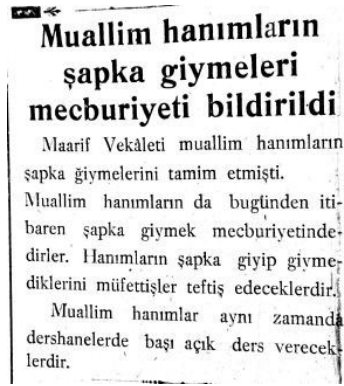 Muallim hanımların
şapka giymeleri
mecburiyeti bildirildi
Maarif Vekâleti muallim hanımların
şapka ğiymelerini tamim etmişti.
Muallim hanımların da bugünden iti-
baren şapka giymek mecburiyetinde-
dirler. Hanımların şapka giyip giyme-
diklerini müfettişler teftiş edeceklerdir.
Muallim hanımlar aynı zamanda
dershanelerde başı açık ders verecek-
lerdir.